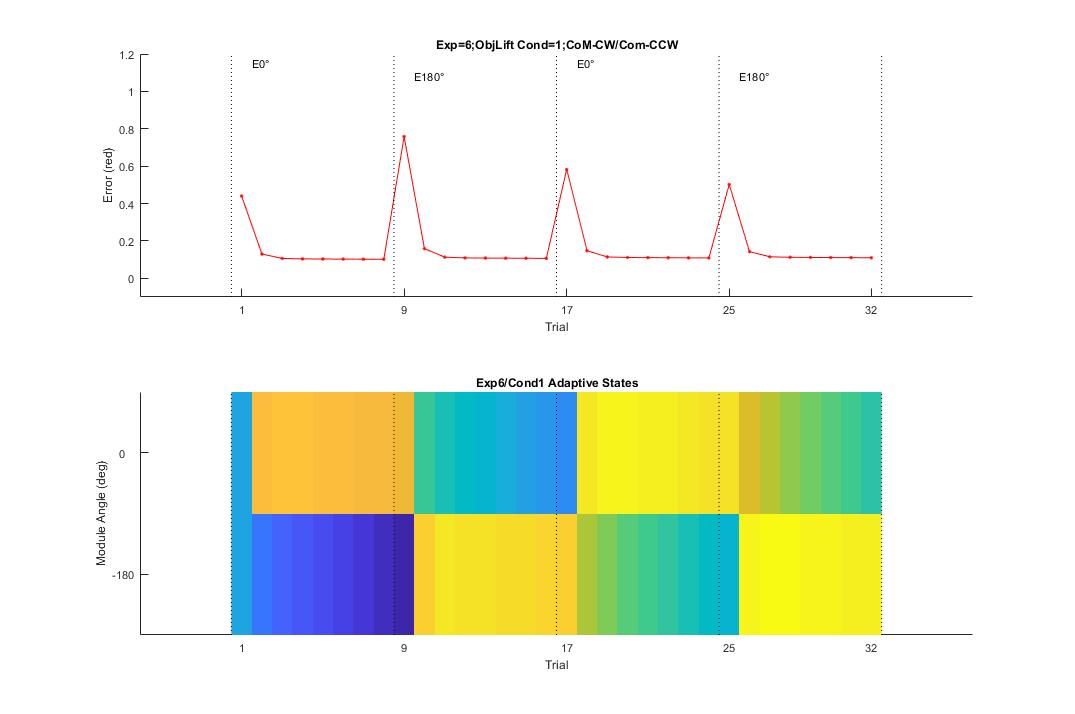 Exp=6;ObjLift Cond=1;CoM-CW/Com-CCW
1.2
1
0.8
0.6
0.4
0.2
0
Error (red)
E0°
E180°
E0°
E180°
1
9
17
25
32
Trial
Exp6/Cond1 Adaptive States
0
-180
Module Angle (deg)
1
9
17
25
32
Trial